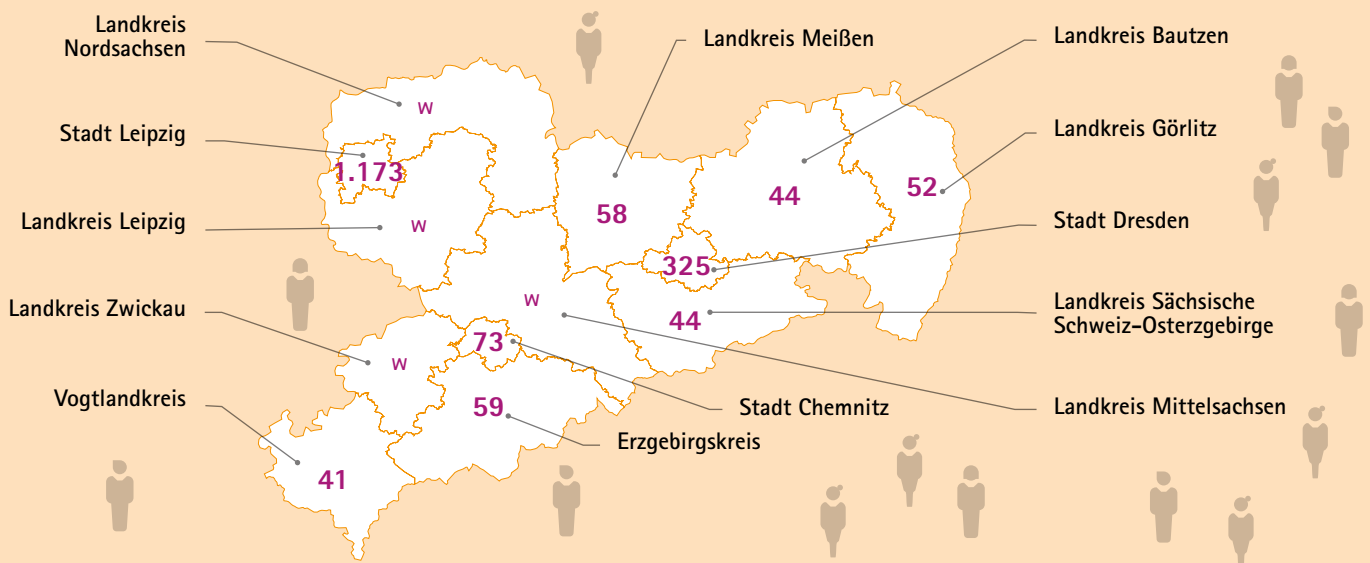 Landkreis
Nordsachsen
Landkreis Meißen
Landkreis Bautzen
w
Stadt Leipzig
Landkreis Görlitz
1.173
52
44
58
Landkreis Leipzig
w
Stadt Dresden
325
Landkreis Zwickau
w
44
Landkreis Sächsische
Schweiz-Osterzgebirge
73
w
Vogtlandkreis
59
Stadt Chemnitz
Landkreis Mittelsachsen
Erzgebirgskreis
41